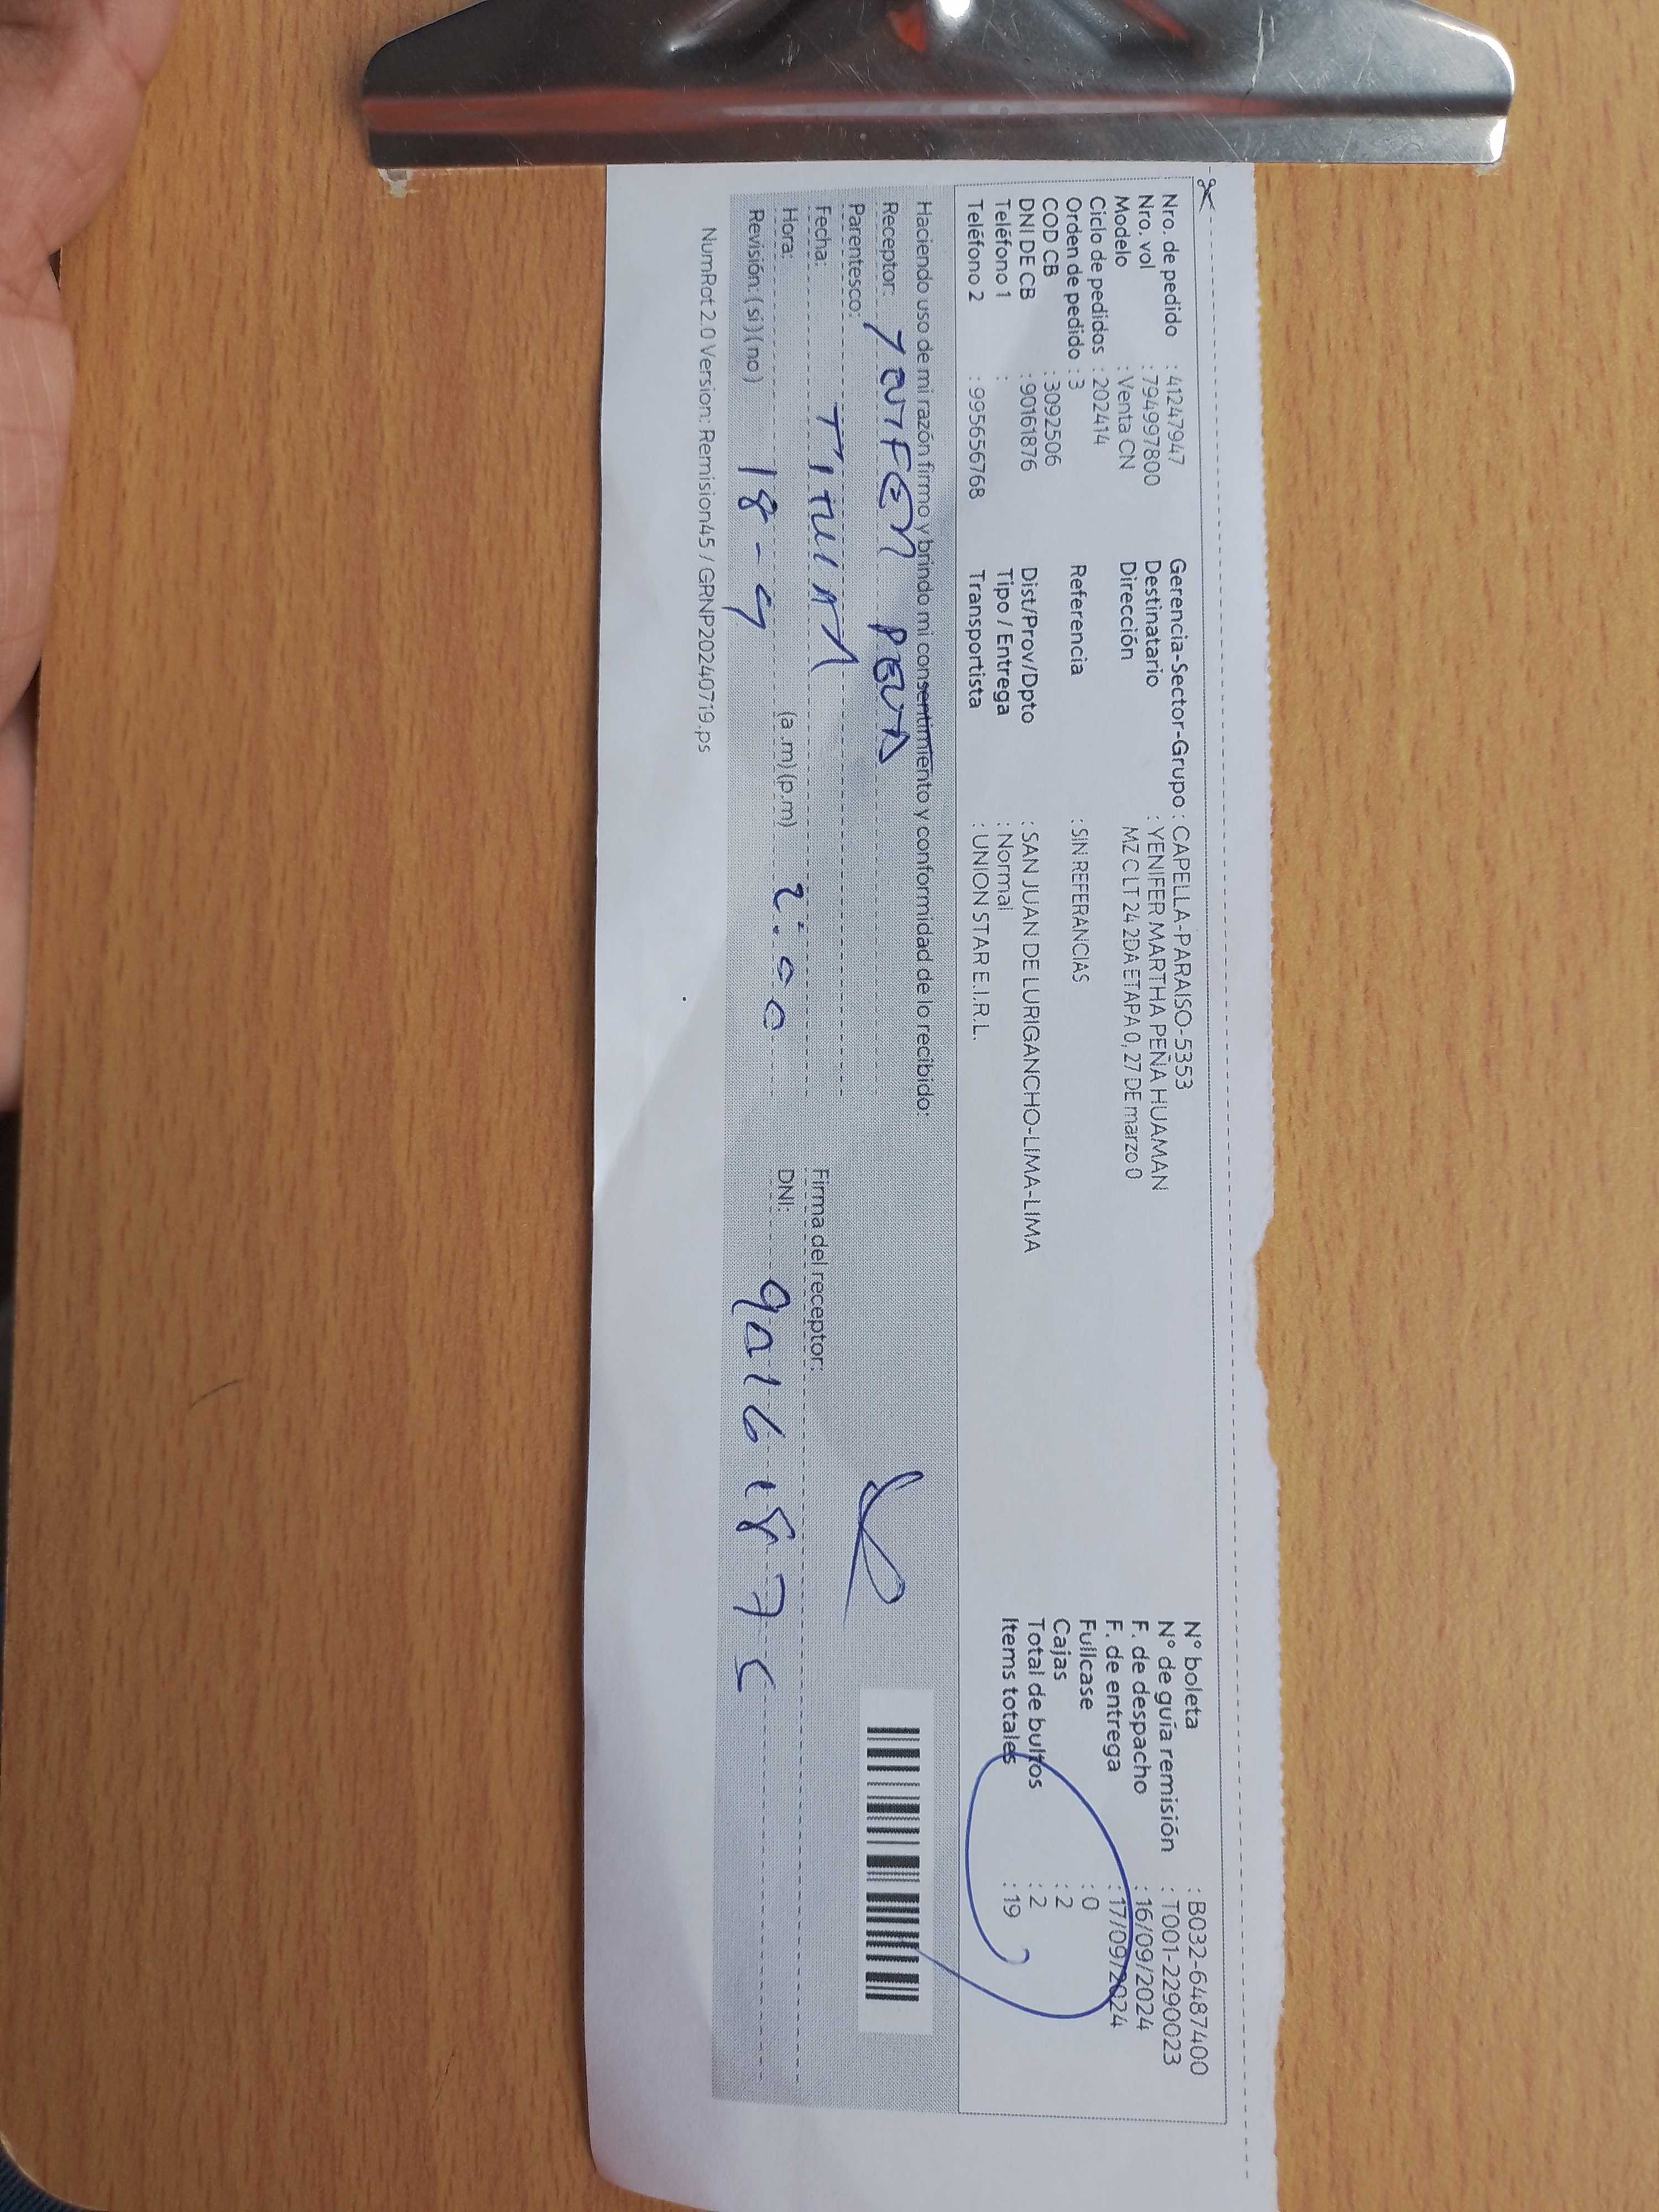 Nro. de pedido : 41247947 Gerencia-Sector-Grupo : CAPELLA-PARAISO-5353 N° boleta : B032-6487400
Nro. vol : 794997800 Destinatario : YENIFER MARTHA PEÑA HUAMAN N° de guía remisión : T001-2290023
Modelo : Venta CN Dirección MZ C LT 24 2DA ETAPA 0, 27 DE marzo 0 F. de despacho : 16/09/2024
Ciclo de pedidos : 202414 F. de entrega : 17/09/2024
Orden de pedido : 3 Referencia : SIN REFERANCIAS Fullcase : 0
COD CB : 3092506 Cajas : 2
DNI DE CB : 90161876 Dist/Prov/Dpto : SAN JUAN DE LURIGANCHO-LIMA-LIMA Total de bultos : 2
Teléfono 1 : Tipo / Entrega : Normal Items totales : 19
Teléfono 2 : 995656768 Transportista : UNION STAR E.I.R.L.
Haciendo uso de mi razón firmo y brindo mi consentimiento y conformidad de lo recibido:
Receptor:
Parentesco: TITULAR
Fecha: Firma del receptor:
Hora: (a.m) (p.m) 2:00 DNI: 9016187
Revisión: (si) (no) 18-9
NumRot 2.0 Version: Remision45 / GRNP20240719.ps